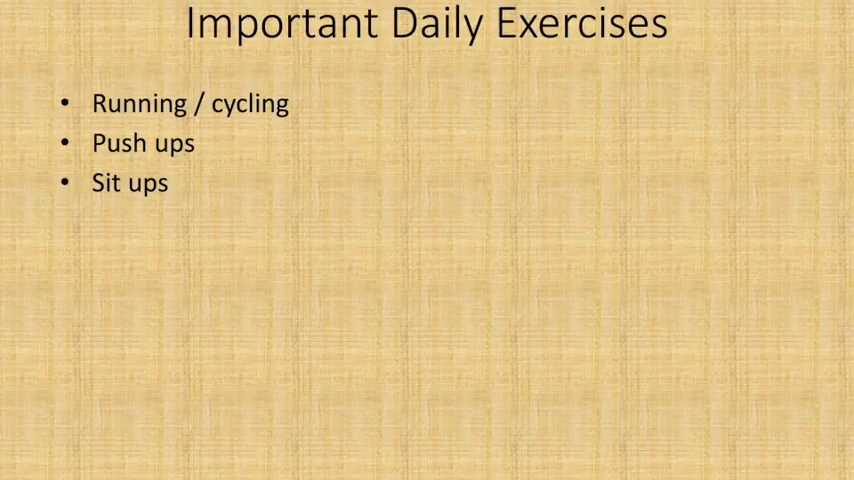 Important Daily Exercises
• Running / cycling
• Push ups
• Sit ups